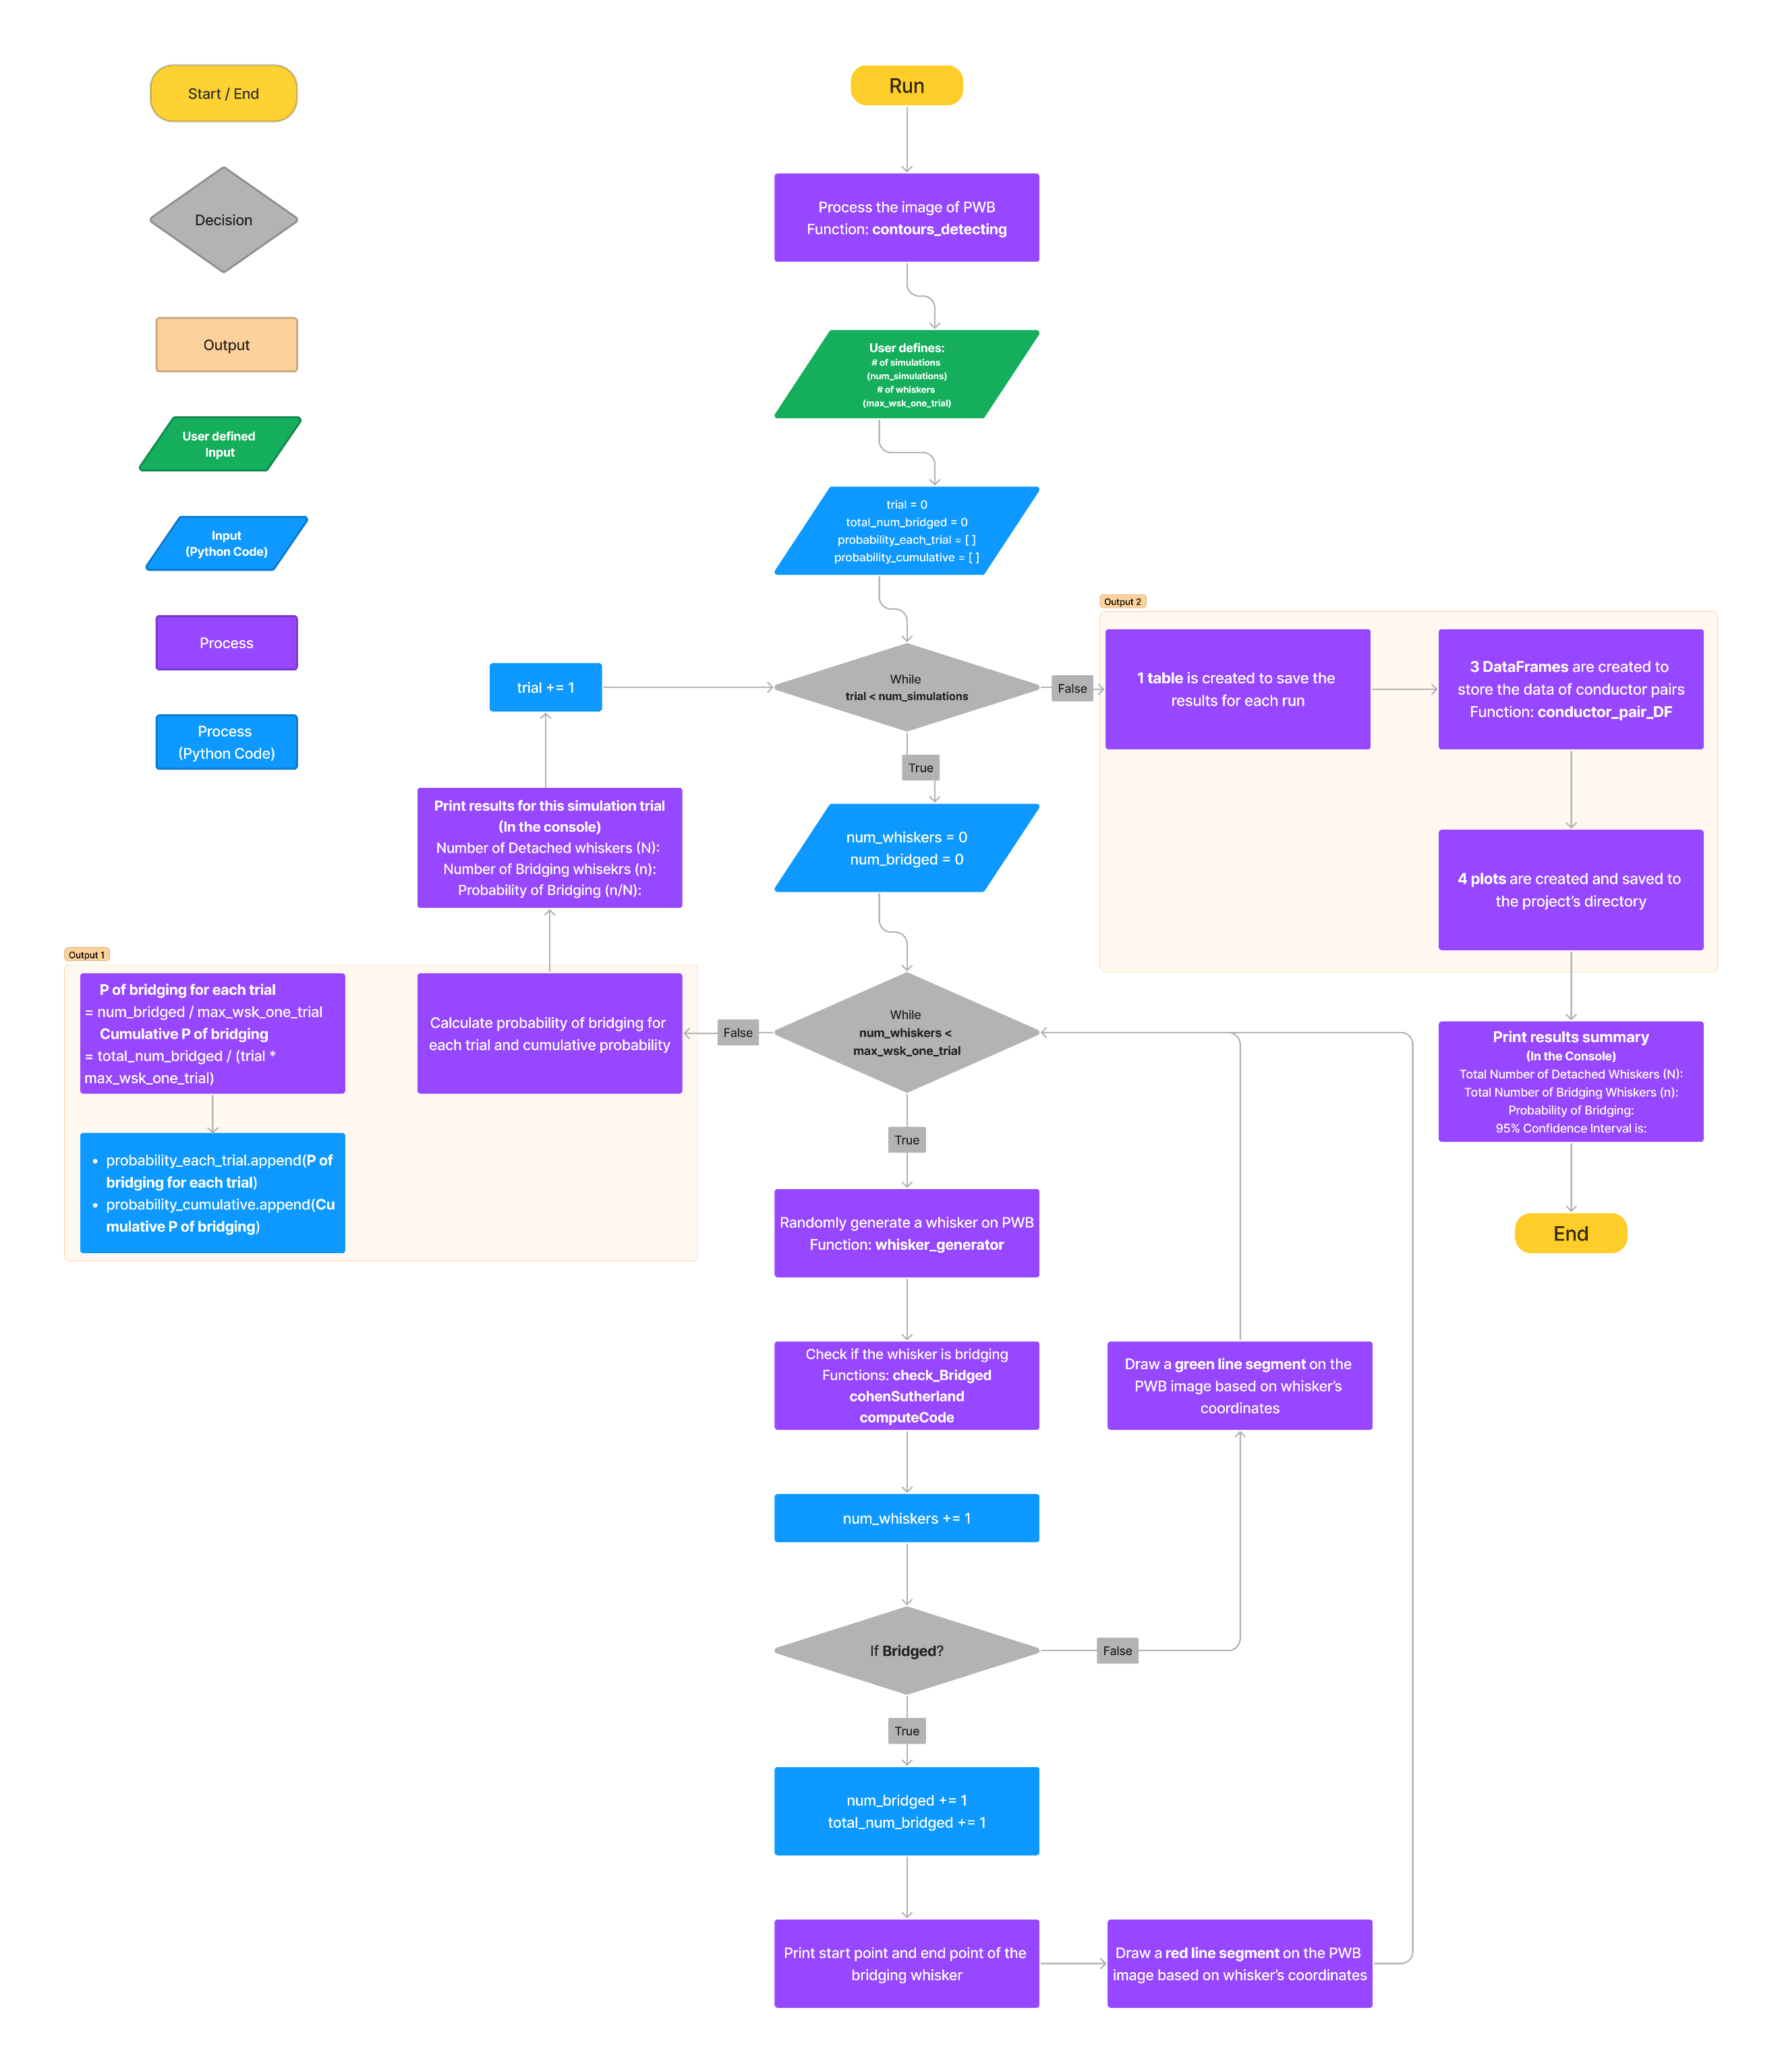 Start / End
Decision
Output
User defined
Input
Input
(Python Code)
Process
Process
(Python Code)
Run
Process the image of PWB
Function: contours_detecting
User defines:
# of simulations
(num_simulations)
# of whiskers
(max_wsk_one_trial)
trial = 0
total_num_bridged = 0
probability_each_trial = [ ]
probability_cumulative = [ ]
While
trial < num_simulations
False
True
trial += 1
Print results for this simulation trial
(In the console)
Number of Detached whiskers (N):
Number of Bridging whisekrs (n):
Probability of Bridging (n/N):
Output 2
1 table is created to save the
results for each run
3 DataFrames are created to
store the data of conductor pairs
Function: conductor_pair_DF
4 plots are created and saved to
the project's directory
Print results summary
(In the Console)
Total Number of Detached Whiskers (N):
Total Number of Bridging Whiskers (n):
Probability of Bridging:
95% Confidence Interval is:
End
num_whiskers = 0
num_bridged = 0
While
num_whiskers <
max_wsk_one_trial
False
True
Output 1
P of bridging for each trial
= num_bridged / max_wsk_one_trial
Cumulative P of bridging
= total_num_bridged / (trial *
max_wsk_one_trial)
• probability_each_trial.append(P of
bridging for each trial)
• probability_cumulative.append(Cu
mulative P of bridging)
Calculate probability of bridging for
each trial and cumulative probability
Randomly generate a whisker on PWB
Function: whisker_generator
Check if the whisker is bridging
Functions: check_Bridged
cohenSutherland
computeCode
num_whiskers += 1
If Bridged?
False
True
Draw a green line segment on the
PWB image based on whisker's
coordinates
num_bridged += 1
total_num_bridged += 1
Print start point and end point of the
bridging whisker
Draw a red line segment on the PWB
image based on whisker's coordinates